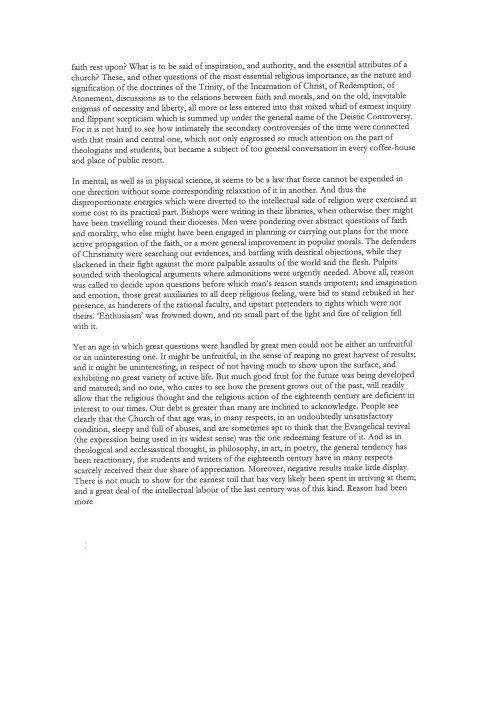 faith rest upon? What is to be said of inspiration, and authority, and the essential attributes of a
church? These, and other questions of the most essential religious importance, as the nature and
signification of the doctrines of the Trinity, of the Incarnation of Christ, of Redemption, of
Atonement, discussions as to the relations between faith and morals, and on the old, inevitable
enigmas of necessity and liberty, all more or less entered into that mixed whirl of earnest inquiry
and flippant scepticism which is summed up under the general name of the Deistic Controversy.
For it is not hard to see how intimately the secondary controversies of the time were connected
with that main and central one, which not only engrossed so much attention on the part of
theologians and students, but became a subject of too general conversation in every coffee-house
and place of public resort.
In mental, as well as in physical science, it seems to be a law that force cannot be expended in
one direction without some corresponding relaxation of it in another. And thus the
disproportionate energies which were diverted to the intellectual side of religion were exercised at
some cost to its practical part. Bishops were writing in their libraries, when otherwise they might
have been travelling round their dioceses. Men were pondering over abstract questions of faith
and morality, who else might have been engaged in planning or carrying out plans for the more
active propagation of the faith, or a more general improvement in popular morals. The defenders
of Christianity were searching out evidences, and battling with deistical objections, while they
slackened in their fight against the more palpable assaults of the world and the flesh. Pulpits
sounded with theological arguments where admonitions were urgently needed. Above all, reason
was called to decide upon questions before which man's reason stands impotent; and imagination
and emotion, those great auxiliaries to all deep religious feeling, were bid to stand rebuked in her
presence, as hinderers of the rational faculty, and upstart pretenders to rights which were not
theirs. 'Enthusiasm' was frowned down, and no small part of the light and fire of religion fell
with it.
Yet an age in which great questions were handled by great men could not be either an unfruitful
or an uninteresting one. It might be unfruitful, in the sense of reaping no great harvest of results;
and it might be uninteresting, in respect of not having much to show upon the surface, and
exhibiting no great variety of active life. But much good fruit for the future was being developed
and matured; and no one, who cares to see how the present grows out of the past, will readily
allow that the religious thought and the religious action of the eighteenth century are deficient in
interest to our times. Our debt is greater than many are inclined to acknowledge. People see
clearly that the Church of that age was, in many respects, in an undoubtedly unsatisfactory
condition, sleepy and full of abuses, and are sometimes apt to think that the Evangelical revival
(the expression being used in its widest sense) was the one redeeming feature of it. And as in
theological and ecclesiastical thought, in philosophy, in art, in poetry, the general tendency has
been reactionary, the students and writers of the eighteenth century have in many respects
scarcely received their due share of appreciation. Moreover, negative results make little display.
There is not much to show for the earnest toil that has very likely been spent in arriving at them;
and a great deal of the intellectual labour of the last century was of this kind. Reason had been
more